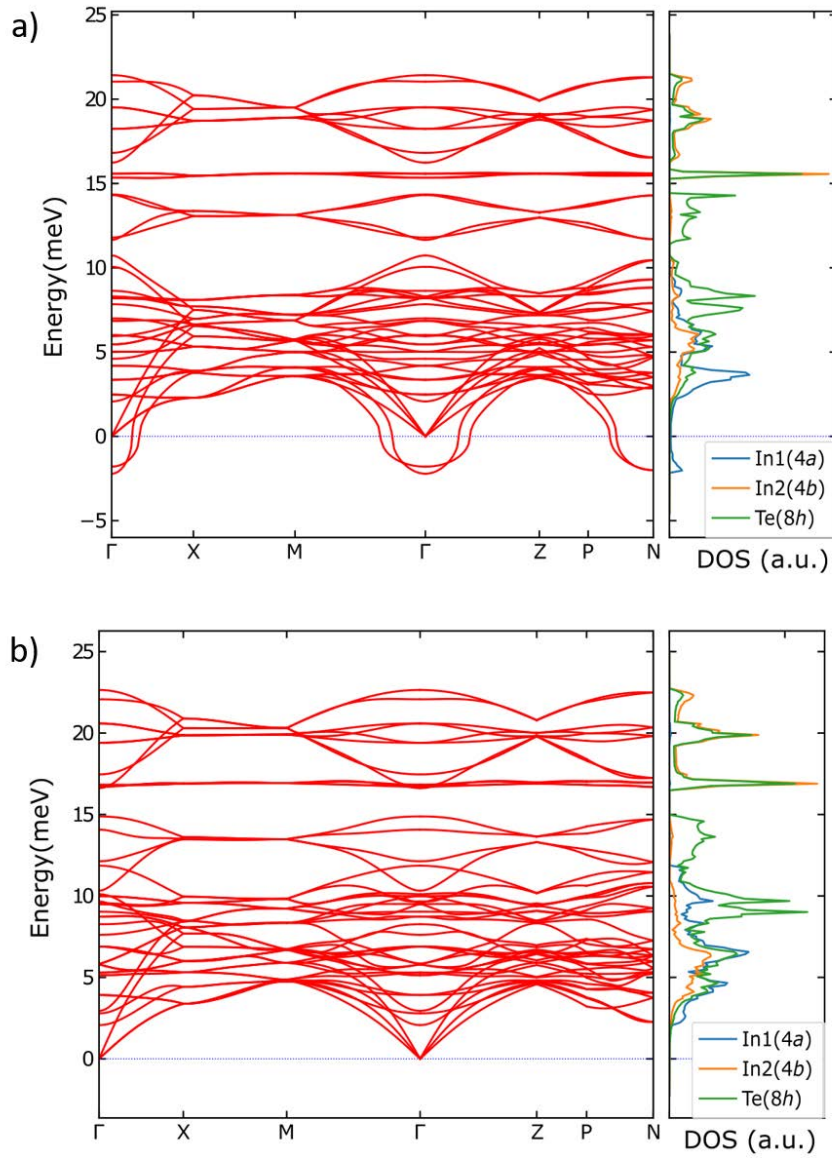 a)
25
20
15
10
5
0
−5
Energy(meV)
Γ X M Γ Z P N
In1(4a)
In2(4b)
Te(8h)
DOS (a.u.)
b)
25
20
15
10
5
0
Energy(meV)
Γ X M Γ Z P N
In1(4a)
In2(4b)
Te(8h)
DOS (a.u.)